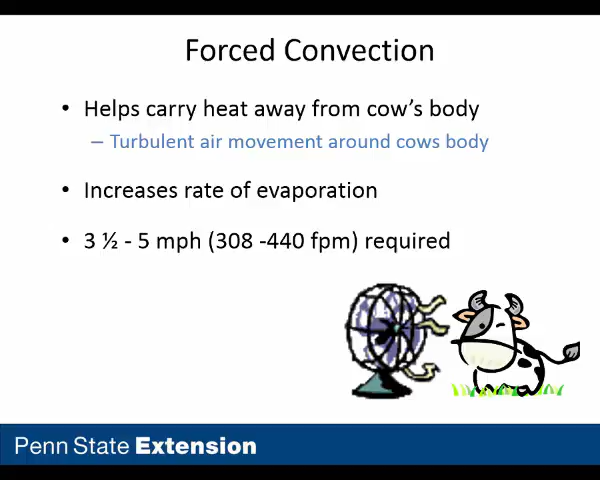 Forced Convection
• Helps carry heat away from cow's body
– Turbulent air movement around cows body
• Increases rate of evaporation
• 3 ½ - 5 mph (308 -440 fpm) required
Penn State Extension